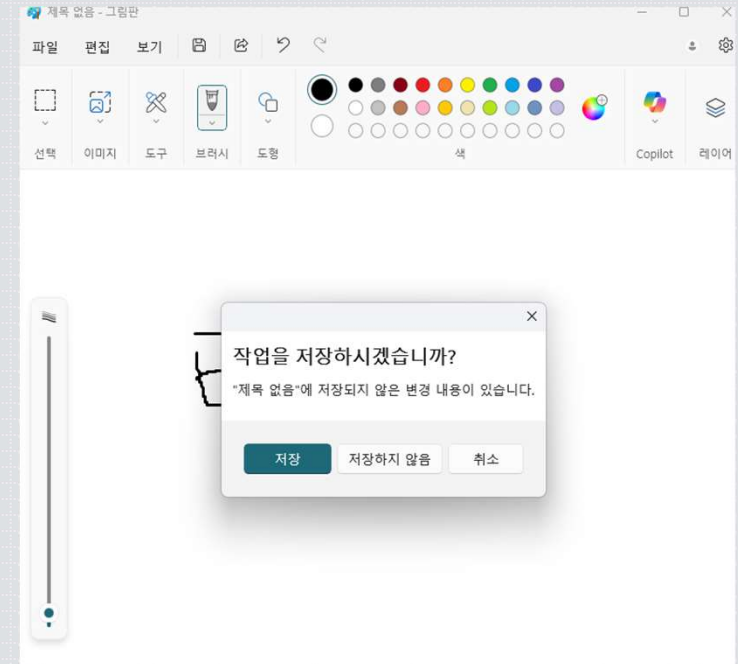 제목 없음 - 그림판
파일 편집 보기
선택 이미지 도구 브러시 도형 색 Copilot 레이어
작업을 저장하시겠습니까?
"제목 없음"에 저장되지 않은 변경 내용이 있습니다.
저장 저장하지 않음 취소